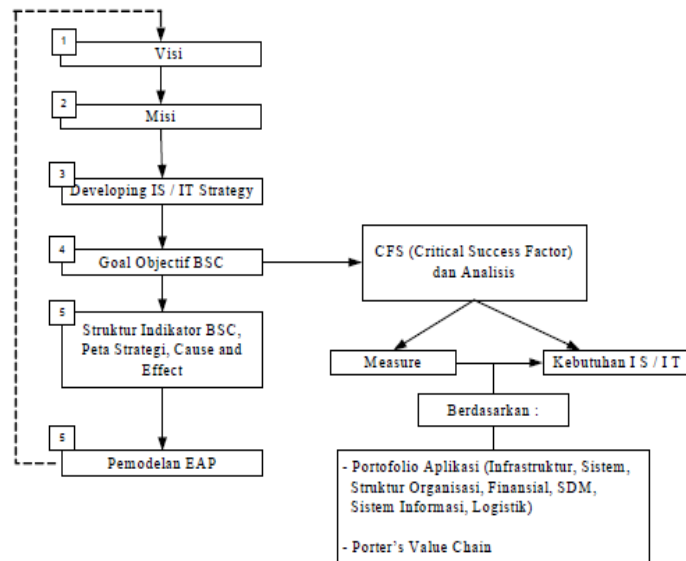 1
Visi
2
Misi
3
Developing IS / IT Strategy
4
Goal Objectif BSC
5
Struktur Indikator BSC,
Peta Strategi, Cause and
Effect
5
Pemodelan EAP
CFS (Critical Success Factor)
dan Analisis
Measure
Kebutuhan I S / I T
Berdasarkan :
- Portofolio Aplikasi (Infrastruktur, Sistem,
Struktur Organisasi, Finansial, SDM,
Sistem Informasi, Logistik)
- Porter's Value Chain